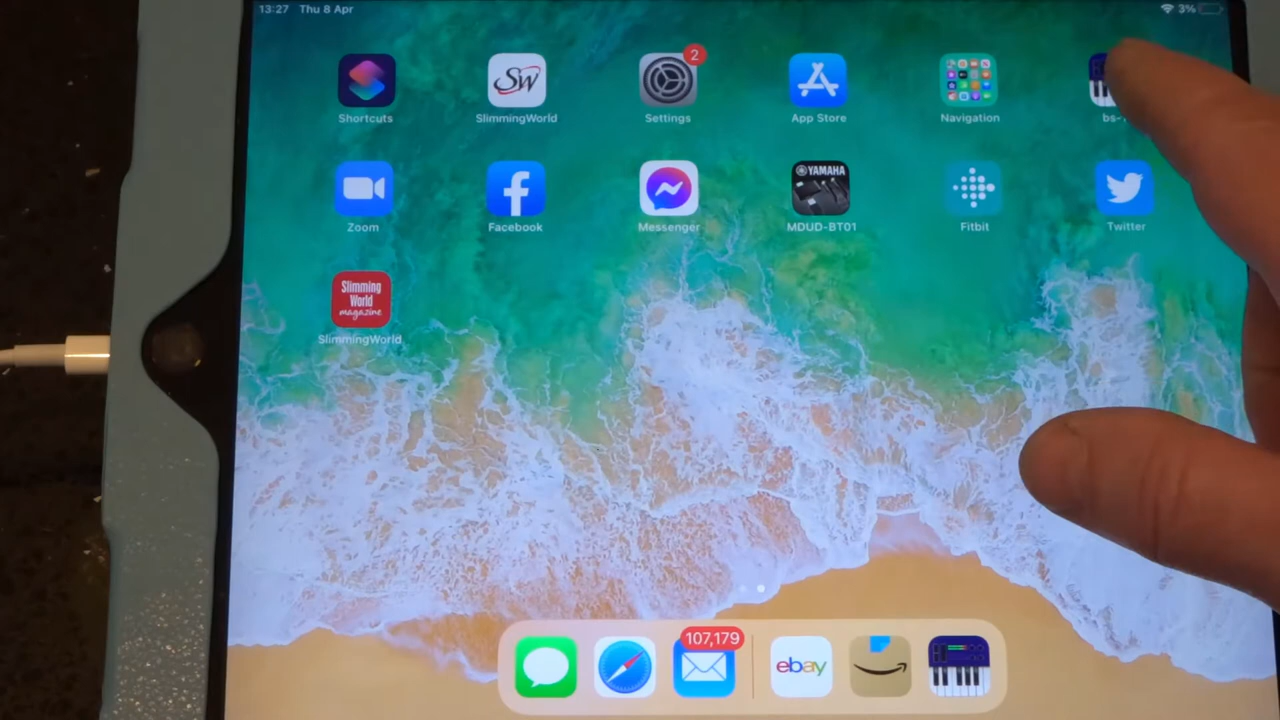 13:27 Thu 8 Apr
3%
2
SW
Shortcuts
SlimmingWorld
Settings
App Store
Navigation
YAMAHA
Zoom
Facebook
Messenger
MDUD-BT01
Fitbit
Twitter
Slimming
World
magazine
SlimmingWorld
107,179
ebay